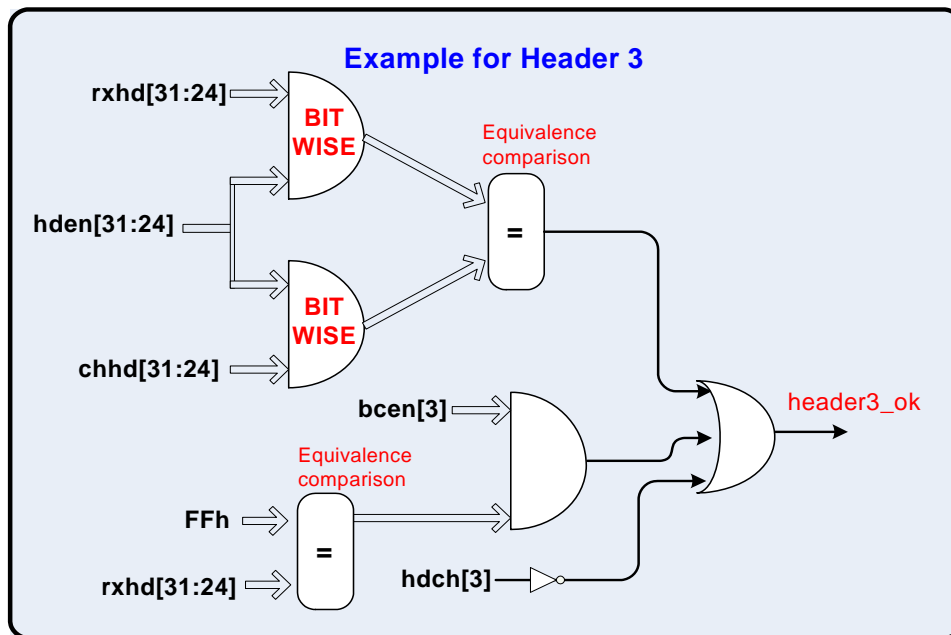 Example for Header 3
rxhd[31:24]
BIT
WISE
Equivalence
comparison
hden[31:24]
=
BIT
WISE
chhd[31:24]
bcen[3]
header3_ok
Equivalence
comparison
FFh
=
rxhd[31:24]
hdch[3]